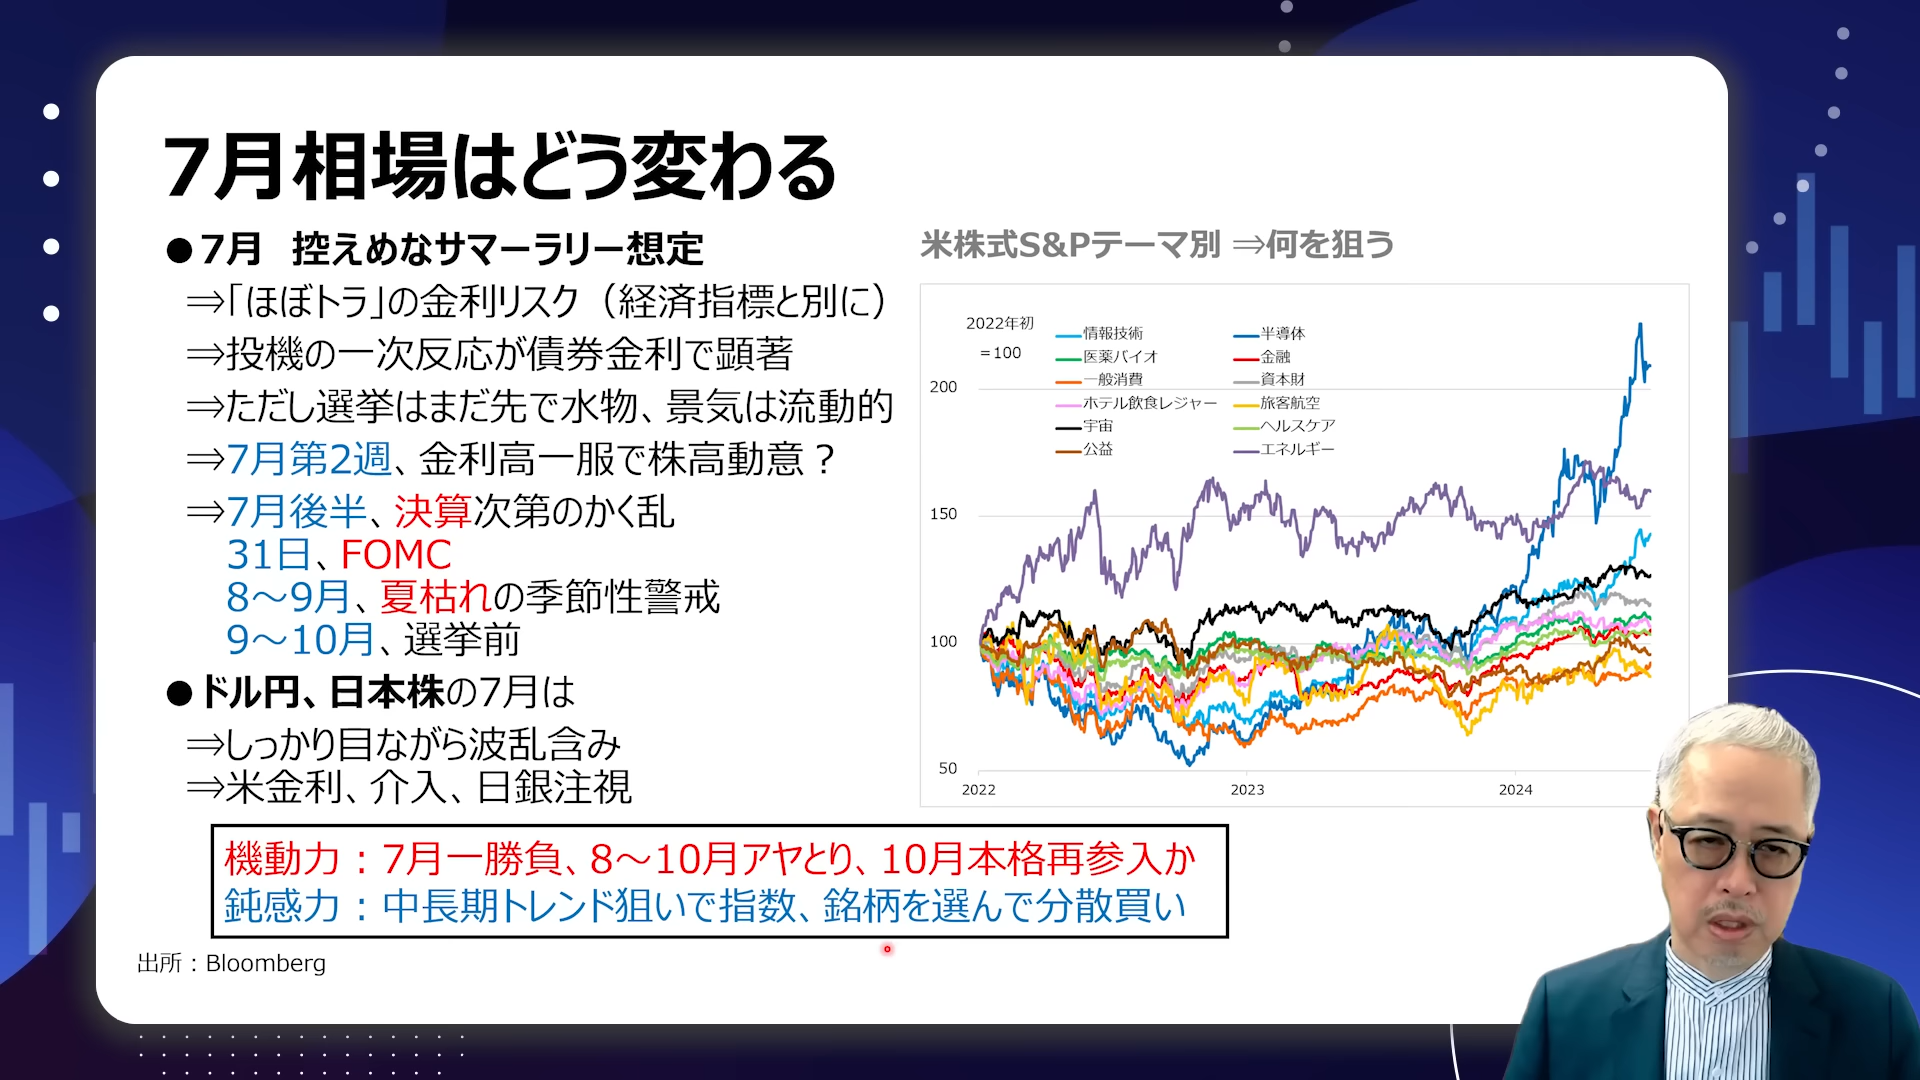 7月相場はどう変わる
●7月　控えめなサマーラリー想定
⇒「ほぼトラ」の金利リスク（経済指標と別に）
⇒投機の一次反応が債券金利で顕著
⇒ただし選挙はまだ先で水物、景気は流動的
⇒7月第2週、金利高一服で株高動意？
⇒7月後半、決算次第のかく乱
31日、FOMC
8～9月、夏枯れの季節性警戒
9～10月、選挙前
●ドル円、日本株の7月は
⇒しっかり目ながら波乱含み
⇒米金利、介入、日銀注視
機動力：7月一勝負、8～10月アヤとり、10月本格再参入か
鈍感力：中長期トレンド狙いで指数、銘柄を選んで分散買い
出所：Bloomberg
米株式S&Pテーマ別 ⇒何を狙う
2022年初
＝100
情報技術 半導体
医薬バイオ 金融
一般消費 資本財
ホテル飲食レジャー 旅客航空
宇宙 ヘルスケア
公益 エネルギー
200
150
100
50
2022 2023 2024